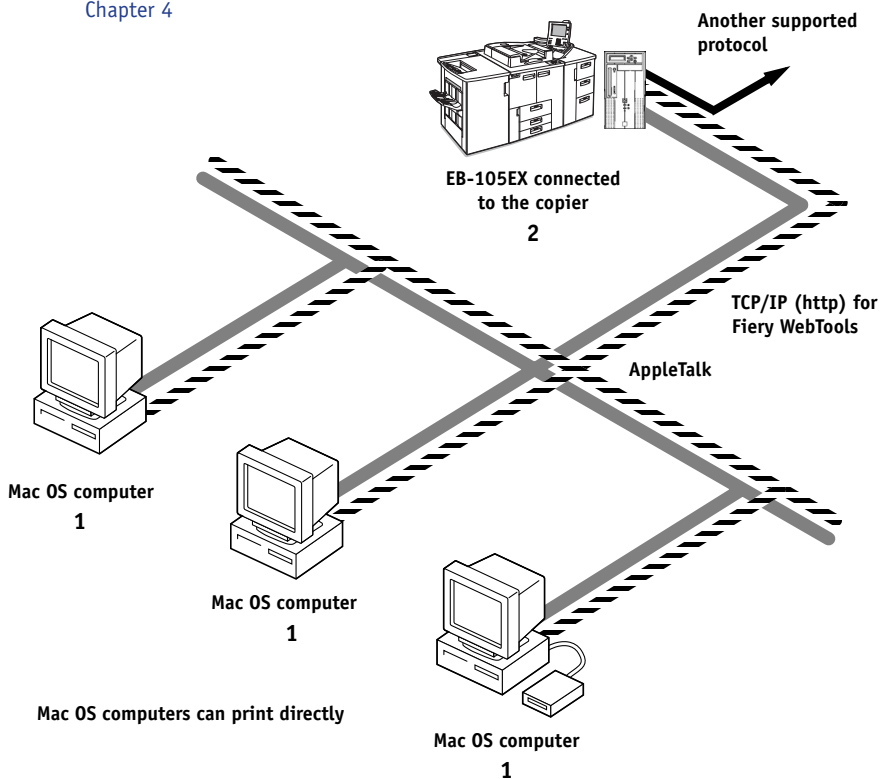 Chapter 4
Another supported
protocol
EB-105EX connected
to the copier
2
TCP/IP (http) for
Fiery WebTools
AppleTalk
Mac OS computer
1
Mac OS computer
1
Mac OS computers can print directly
Mac OS computer
1